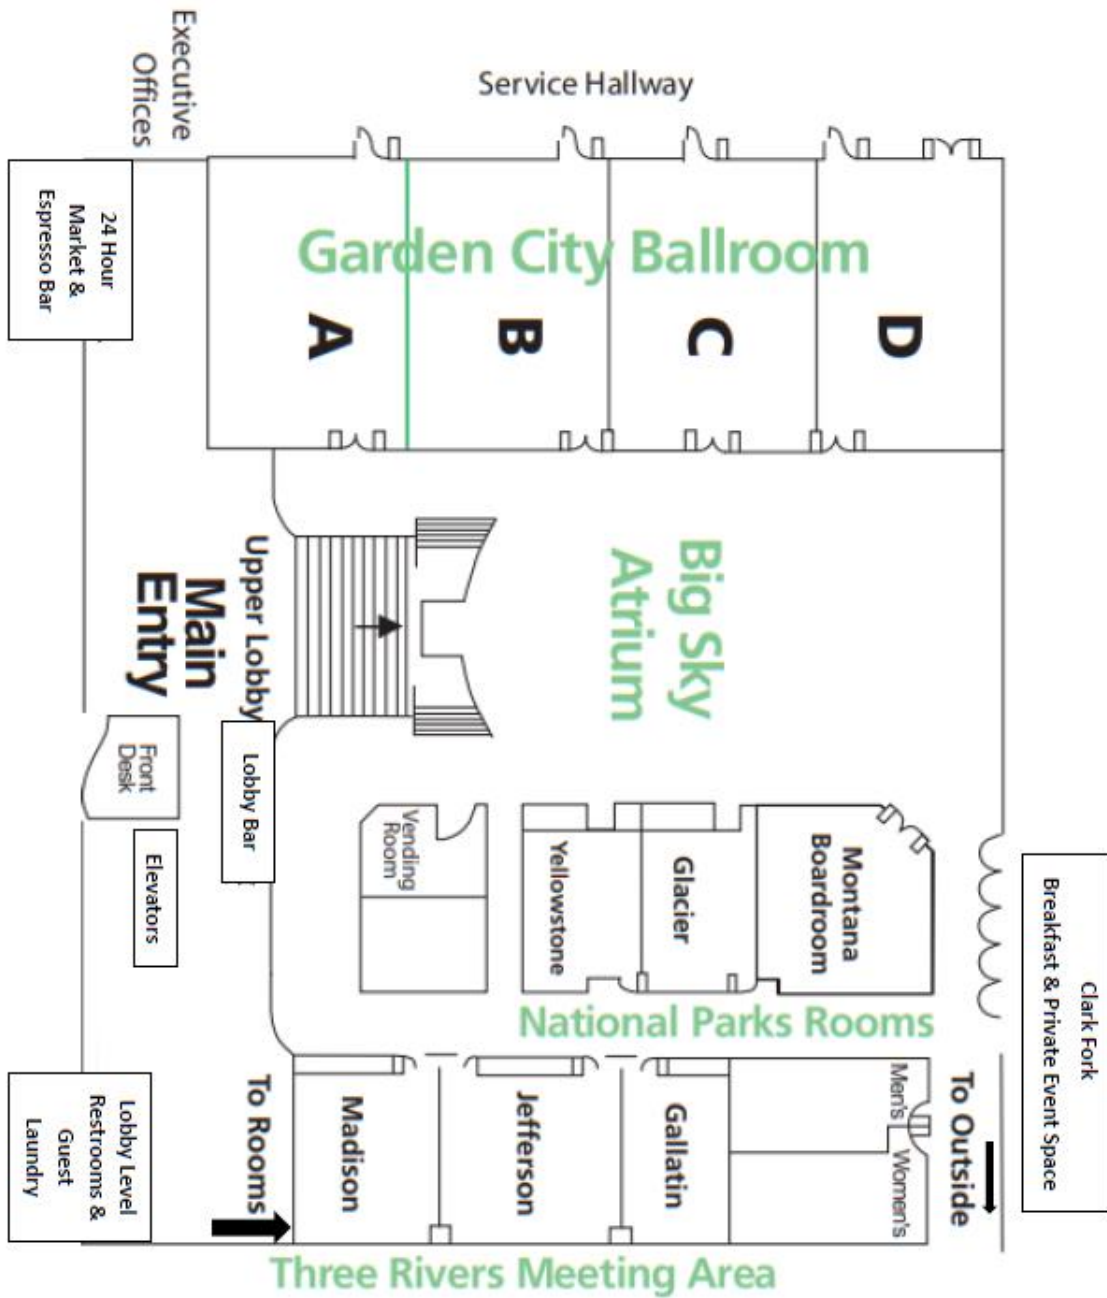 Executive
Offices
Service Hallway
24 Hour
Market &
Espresso Bar
Garden City Ballroom
A
B
C
D
Main
Entry
Upper Lobby
Big Sky
Atrium
Front
Desk
Lobby Bar
Elevators
Vending
Room
Yellowstone
Glacier
Montana
Boardroom
Clark Fork
Breakfast & Private Event Space
National Parks Rooms
Lobby Level
Restrooms &
Guest
Laundry
To Rooms
Madison
Jefferson
Gallatin
Men's
Women's
To Outside
Three Rivers Meeting Area